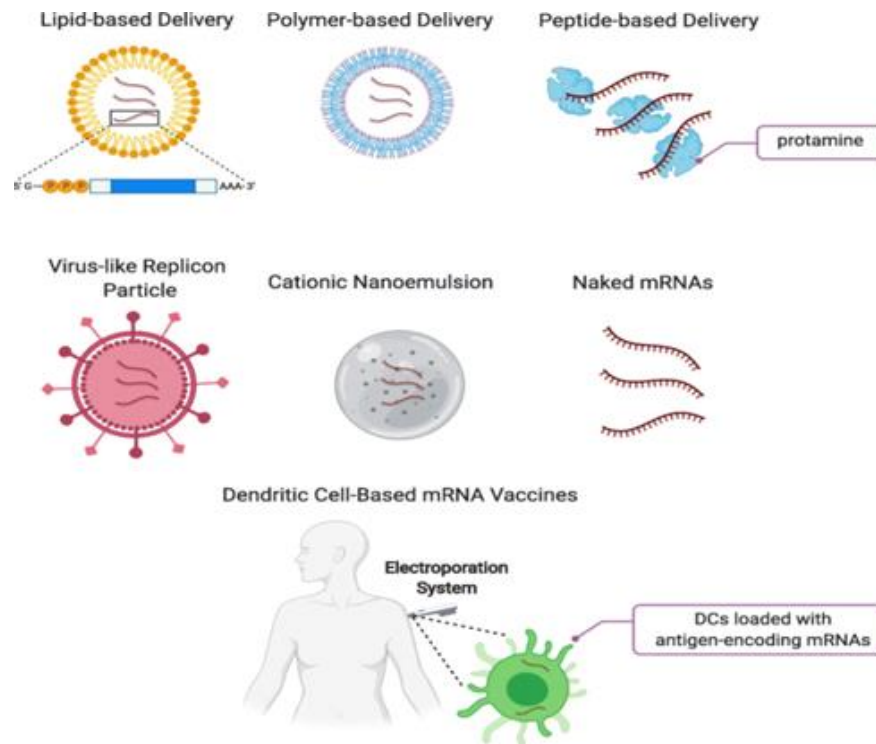 Lipid-based Delivery
Polymer-based Delivery
Peptide-based Delivery
protamine
5' G
P P P
AAA-3'
Virus-like Replicon
Particle
Cationic Nanoemulsion
Naked mRNAs
Dendritic Cell-Based mRNA Vaccines
Electroporation
System
DCs loaded with
antigen-encoding mRNAs